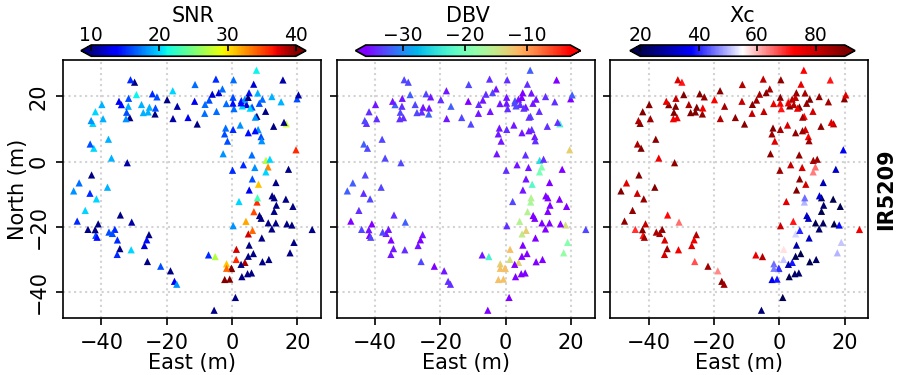 SNR DBV Xc
10 20 30 40 −30 −20 −10 20 40 60 80
20
0
−20
−40
North (m)
−40 −20 0 20 −40 −20 0 20 −40 −20 0 20
East (m) East (m) East (m)
IR5209